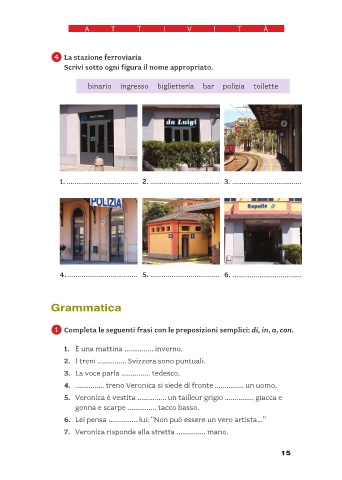 A T T I V I T À
4 La stazione ferroviaria
Scrivi sotto ogni figura il nome appropriato.
binario ingresso biglietteria bar polizia toilette
da Luigi
1. ................................... 2. .................................. 3. ..................................
POLIZIA
Rapallo
4. .................................. 5. .................................. 6. ..................................
Grammatica
1 Completa le seguenti frasi con le preposizioni semplici: di, in, a, con.
1. È una mattina .............. inverno.
2. I treni .............. Svizzera sono puntuali.
3. La voce parla .............. tedesco.
4. .............. treno Veronica si siede di fronte .............. un uomo.
5. Veronica è vestita .............. un tailleur grigio .............. giacca e
gonna e scarpe .............. tacco basso.
6. Lei pensa .............. lui: "Non può essere un vero artista..."
7. Veronica risponde alla stretta .............. mano.
15